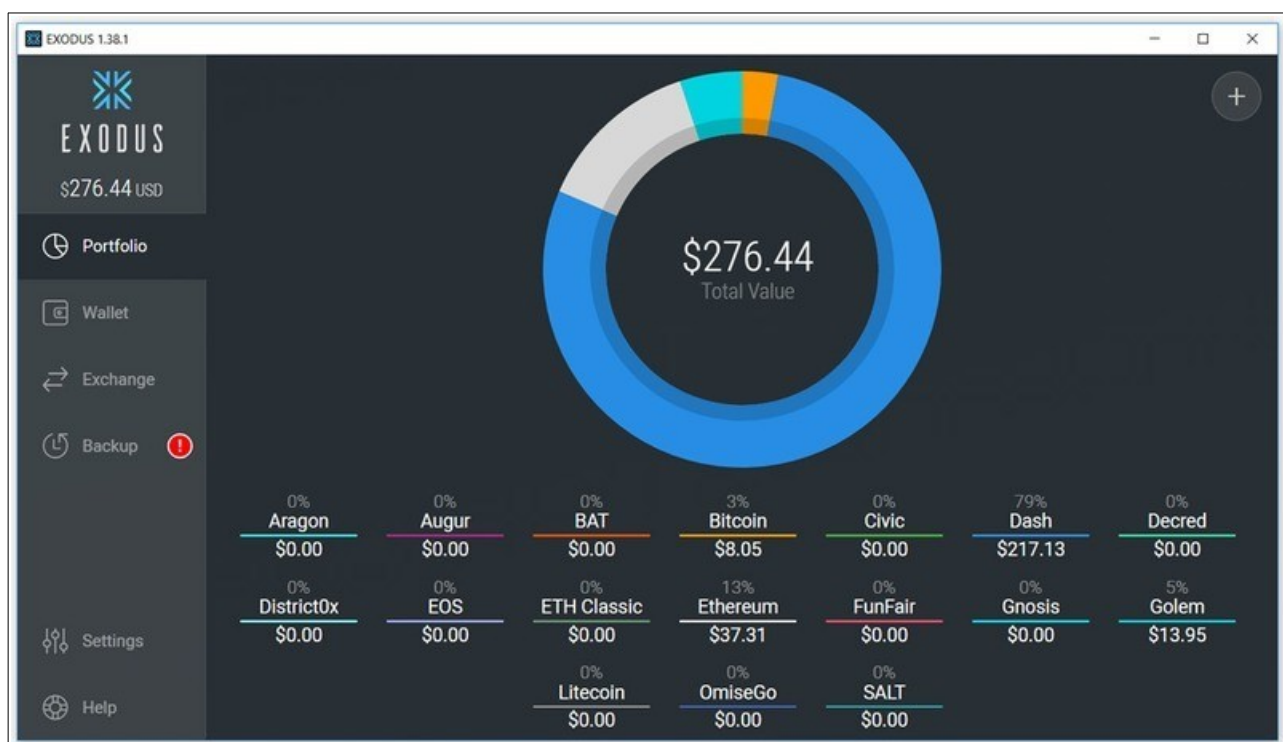 EXODUS 1.38.1
EXODUS
$276.44 USD
Portfolio
Wallet
Exchange
Backup
!
Settings
Help
$276.44
Total Value
0% 0% 0% 3% 0% 79% 0%
Aragon Augur BAT Bitcoin Civic Dash Decred
$0.00 $0.00 $0.00 $8.05 $0.00 $217.13 $0.00
0% 0% 0% 13% 0% 0% 5%
District0x EOS ETH Classic Ethereum FunFair Gnosis Golem
$0.00 $0.00 $0.00 $37.31 $0.00 $0.00 $13.95
0% 0% 0%
Litecoin OmiseGo SALT
$0.00 $0.00 $0.00